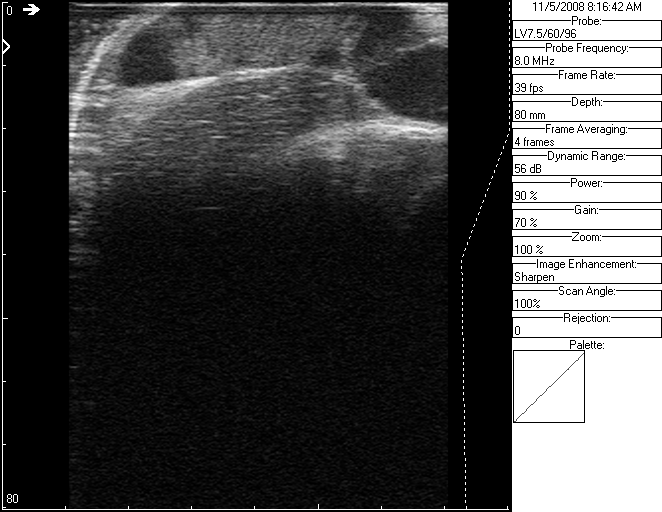 0
80
11/5/2008 8:16:42 AM
Probe:
LV7.5/60/96
Probe Frequency:
8.0 MHz
Frame Rate:
39 fps
Depth:
80 mm
Frame Averaging:
4 frames
Dynamic Range:
56 dB
Power:
90 %
Gain:
70 %
Zoom:
100 %
Image Enhancement:
Sharpen
Scan Angle:
100%
Rejection:
0
Palette: